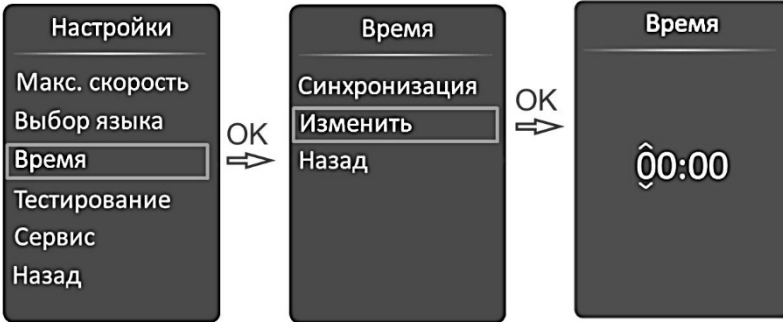 Настройки
Макс. скорость
Выбор языка
Время
Тестирование
Сервис
Назад
OK
Время
Синхронизация
Изменить
Назад
OK
Время
00:00